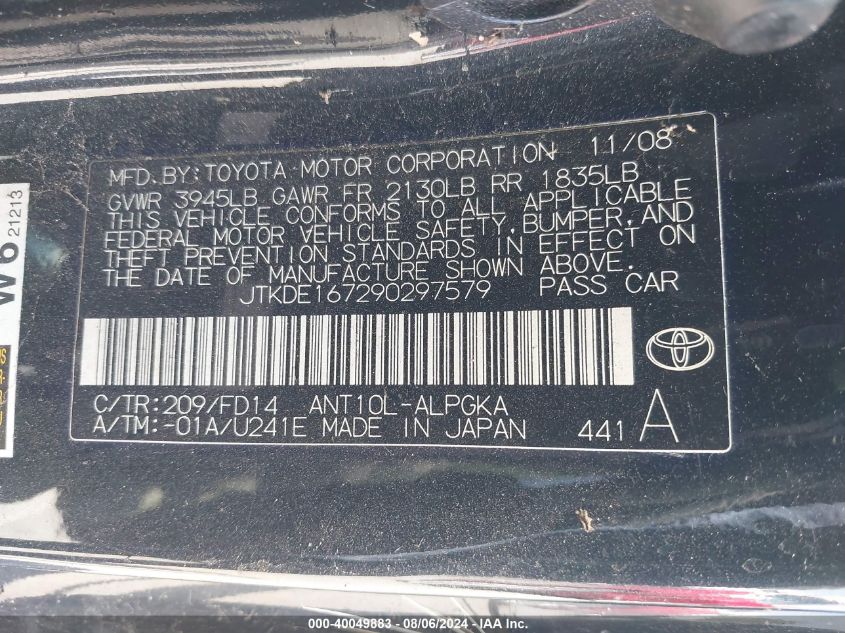 MFD.BY:TOYOTA MOTOR CORPORATION 11/08
GVWR 3945LB GAWR FR 2130LB RR 1835LB
THIS VEHICLE CONFORMS TO ALL APPLICABLE
FEDERAL MOTOR VEHICLE SAFETY,BUMPER,AND
THEFT PREVENTION STANDARDS IN EFFECT ON
THE DATE OF MANUFACTURE SHOWN ABOVE.
JTKDE167290297579 PASS CAR
C/TR:209/FD14 ANT10L-ALPGKA
A/TM:-01A/U241E MADE IN JAPAN 441 A
W6 21213
000-40049883 - 08/06/2024 - IAA Inc.